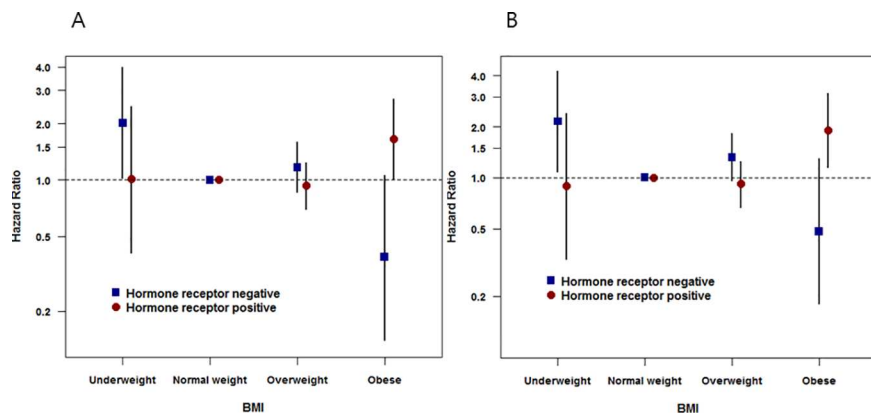 A
Hazard Ratio
4.0
3.0
2.0
1.5
1.0
0.5
0.2
Hormone receptor negative
Hormone receptor positive
Underweight Normal weight Overweight Obese
BMI
B
Hazard Ratio
4.0
3.0
2.0
1.5
1.0
0.5
0.2
Hormone receptor negative
Hormone receptor positive
Underweight Normal weight Overweight Obese
BMI